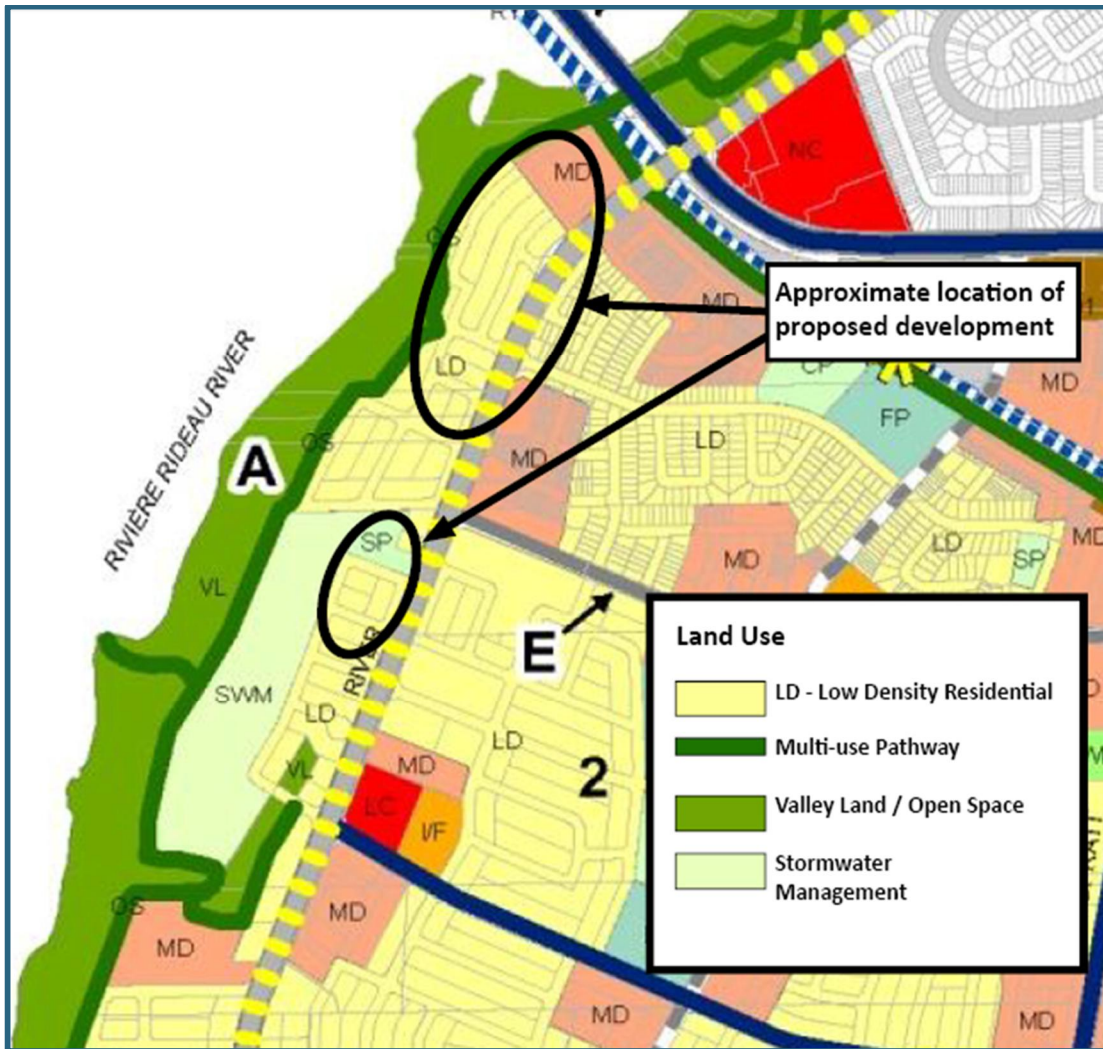 MD
NC
OS
MD
Approximate location of
proposed development
MD
CP
LD
FP
RIVIÈRE RIDEAU RIVER
OS
A
MD
LD
SP
MD
LD
SP
MD
E
VL
RIVER
SWM
LD
LD
VL
MD
2
LC
I/F
OS
MD
MD
MD
MD
Land Use
LD - Low Density Residential
Multi-use Pathway
Valley Land / Open Space
Stormwater
Management